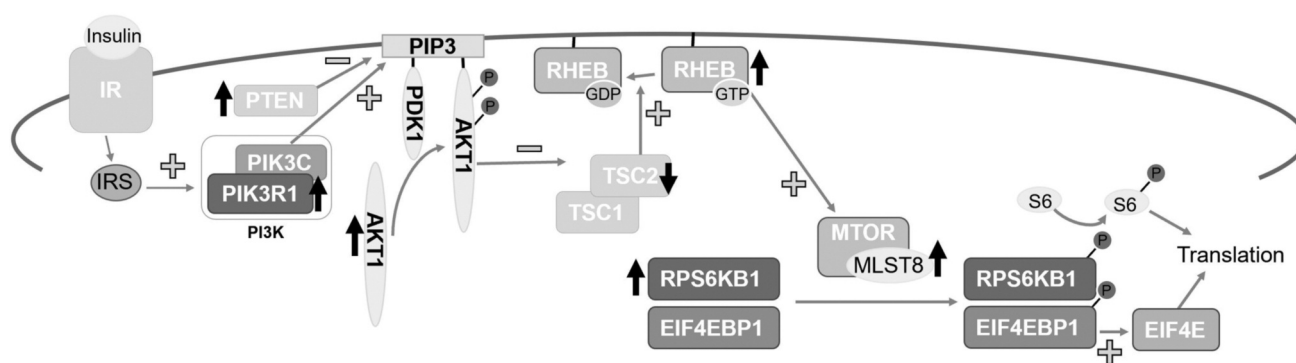 Insulin
IR
IRS
+
PTEN
−
+
PIK3C
PIK3R1
PI3K
PIP3
PDK1
AKT1
AKT1
P
P
−
RHEB
GDP
RHEB
GTP
+
TSC2
TSC1
+
MTOR
MLST8
RPS6KB1
EIF4EBP1
RPS6KB1
P
EIF4EBP1
P
+
EIF4E
S6
S6
P
Translation